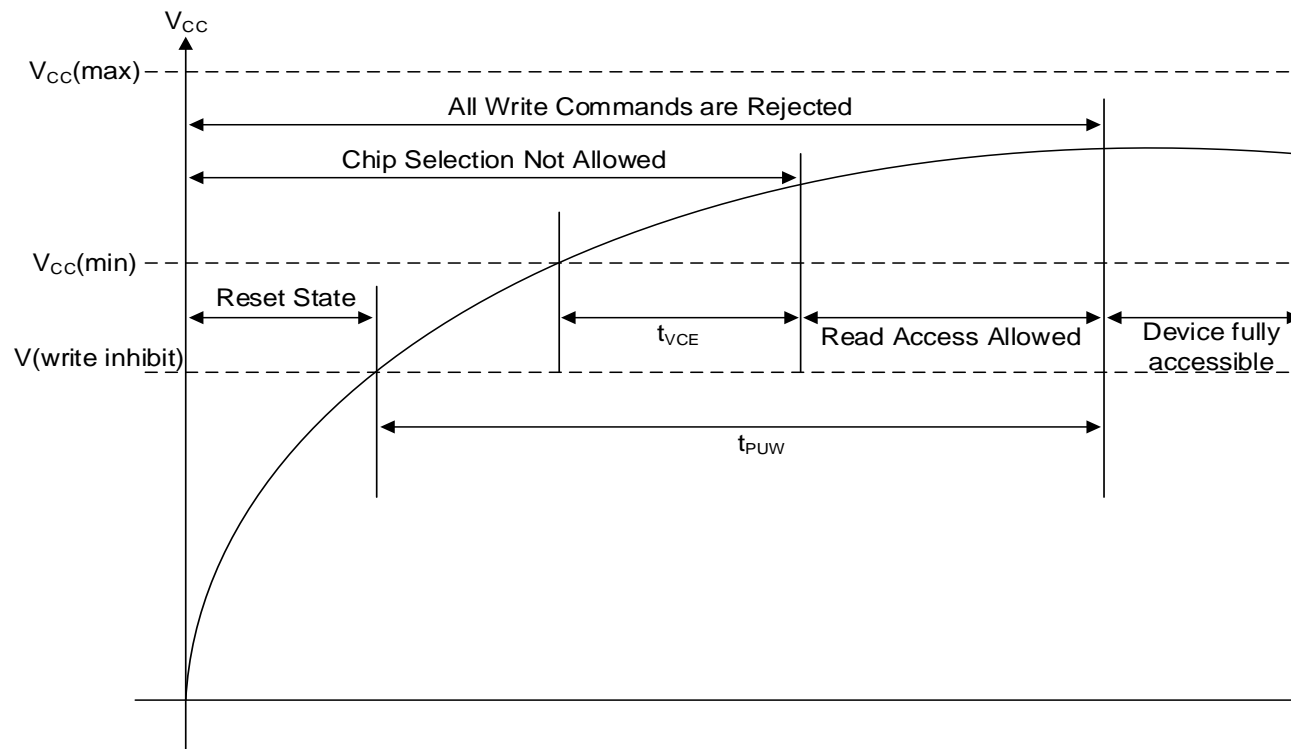 VCC
VCC(max)
All Write Commands are Rejected
Chip Selection Not Allowed
VCC(min)
Reset State
tVCE
Read Access Allowed
Device fully
accessible
V(write inhibit)
tPUW